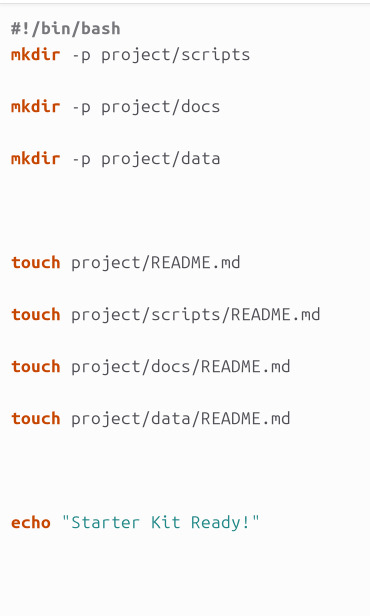 #!/bin/bash
mkdir -p project/scripts
mkdir -p project/docs
mkdir -p project/data
touch project/README.md
touch project/scripts/README.md
touch project/docs/README.md
touch project/data/README.md
echo "Starter Kit Ready!"